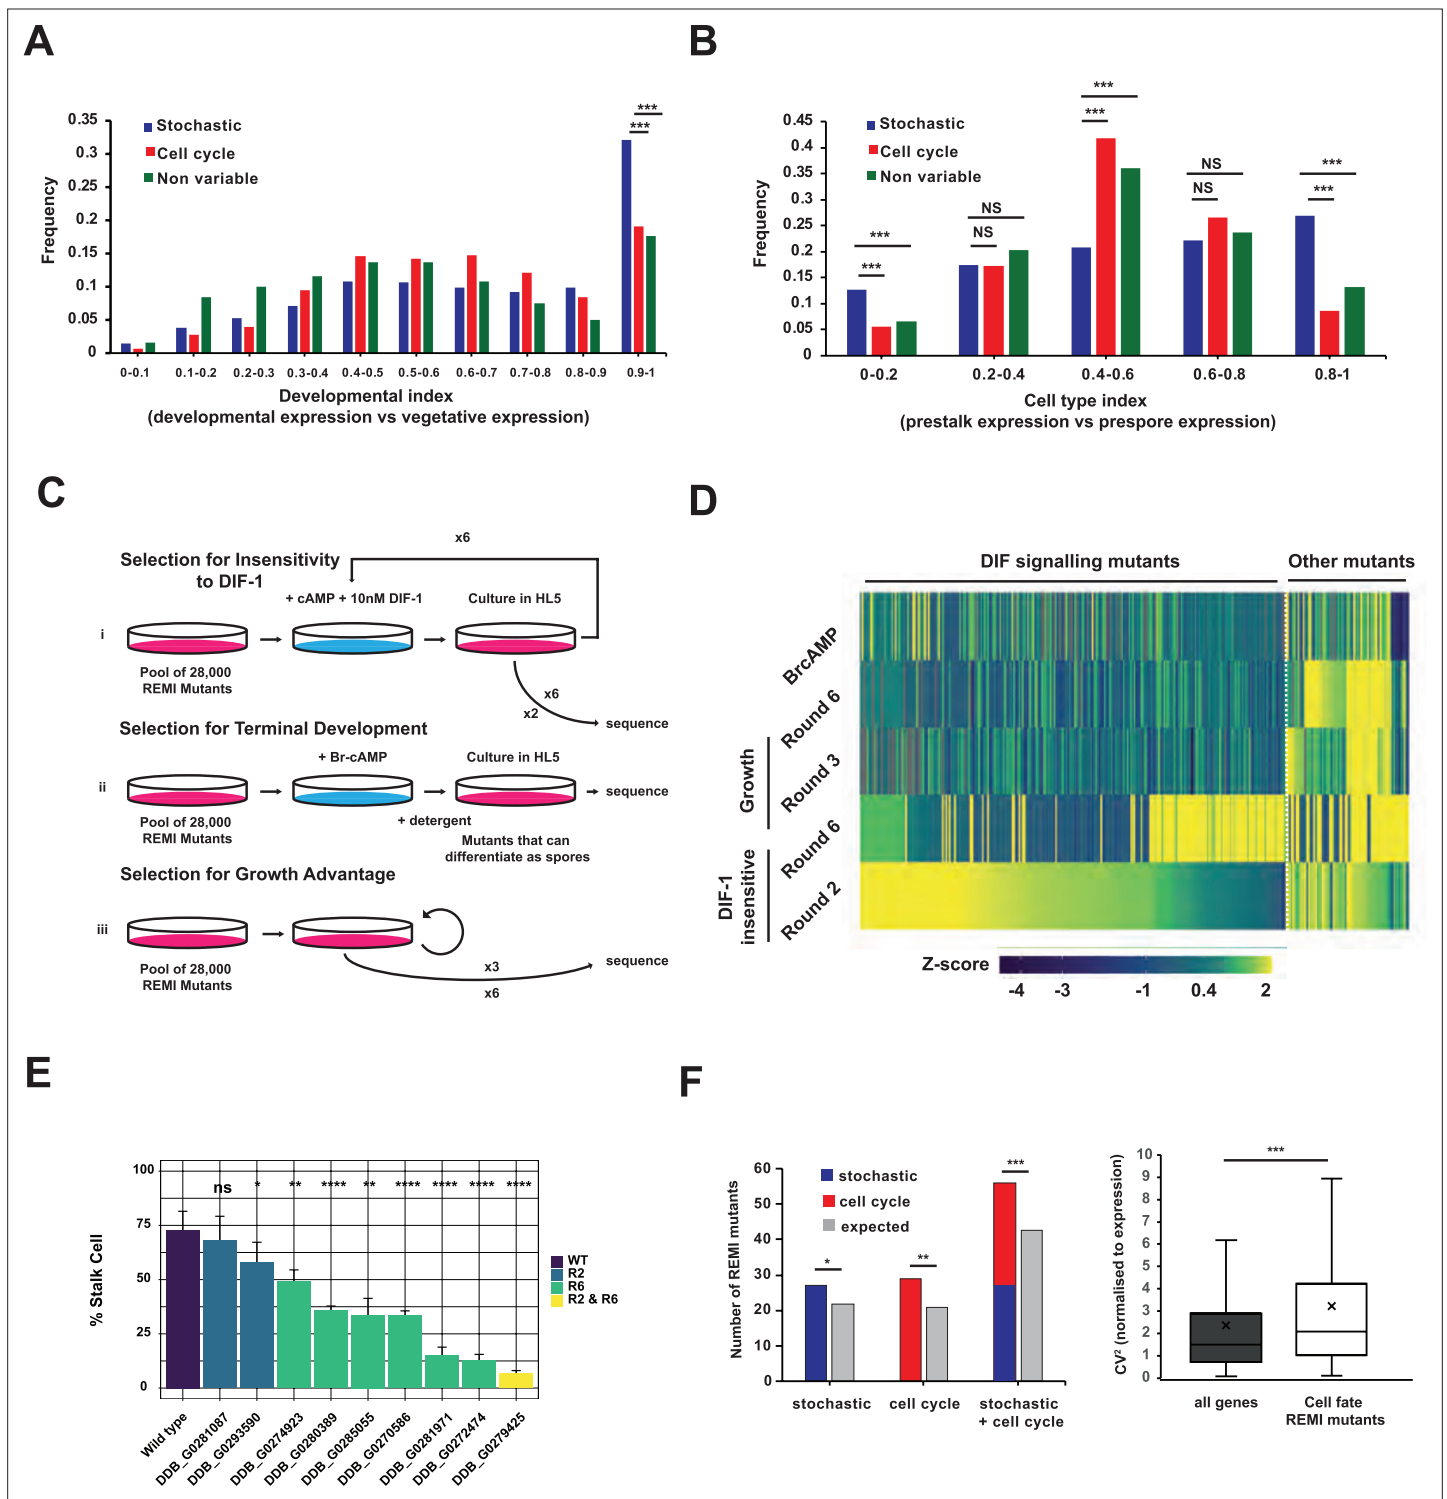 A
Stochastic
Cell cycle
Non variable
Frequency
0.35
0.3
0.25
0.2
0.15
0.1
0.05
0
***
***
0-0.1
0.1-0.2
0.2-0.3
0.3-0.4
0.4-0.5
0.5-0.6
0.6-0.7
0.7-0.8
0.8-0.9
0.9-1
Developmental index
(developmental expression vs vegetative expression)
B
Stochastic
Cell cycle
Non variable
Frequency
0.45
0.4
0.35
0.3
0.25
0.2
0.15
0.1
0.05
0
***
***
NS
NS
***
***
NS
NS
***
***
0-0.2
0.2-0.4
0.4-0.6
0.6-0.8
0.8-1
Cell type index
(prestalk expression vs prespore expression)
C
x6
Selection for Insensitivity
to DIF-1
+ cAMP + 10nM DIF-1
Culture in HL5
i
Pool of 28,000
REMI Mutants
x6
x2
sequence
Selection for Terminal Development
+ Br-cAMP
Culture in HL5
ii
sequence
Pool of 28,000
REMI Mutants
+ detergent
Mutants that can
differentiate as spores
Selection for Growth Advantage
iii
Pool of 28,000
REMI Mutants
x3
x6
sequence
D
DIF signalling mutants
Other mutants
BrcAMP
Round 6
Round 3
Growth
Round 6
Round 2
DIF-1
insensitive
Z-score
-4
-3
-1
0.4
2
E
% Stalk Cell
100
75
50
25
0
ns
*
**
****
**
****
****
****
****
WT
R2
R6
R2 & R6
Wild type
DDB_G0281087
DDB_G0293590
DDB_G0274923
DDB_G0280389
DDB_G0285055
DDB_G0270586
DDB_G0281971
DDB_G0272474
DDB_G0279425
F
Number of REMI mutants
60
50
40
30
20
10
0
stochastic
cell cycle
expected
*
**
***
stochastic
cell cycle
stochastic
+ cell cycle
CV² (normalised to expression)
10
9
8
7
6
5
4
3
2
1
0
***
all genes
Cell fate
REMI mutants